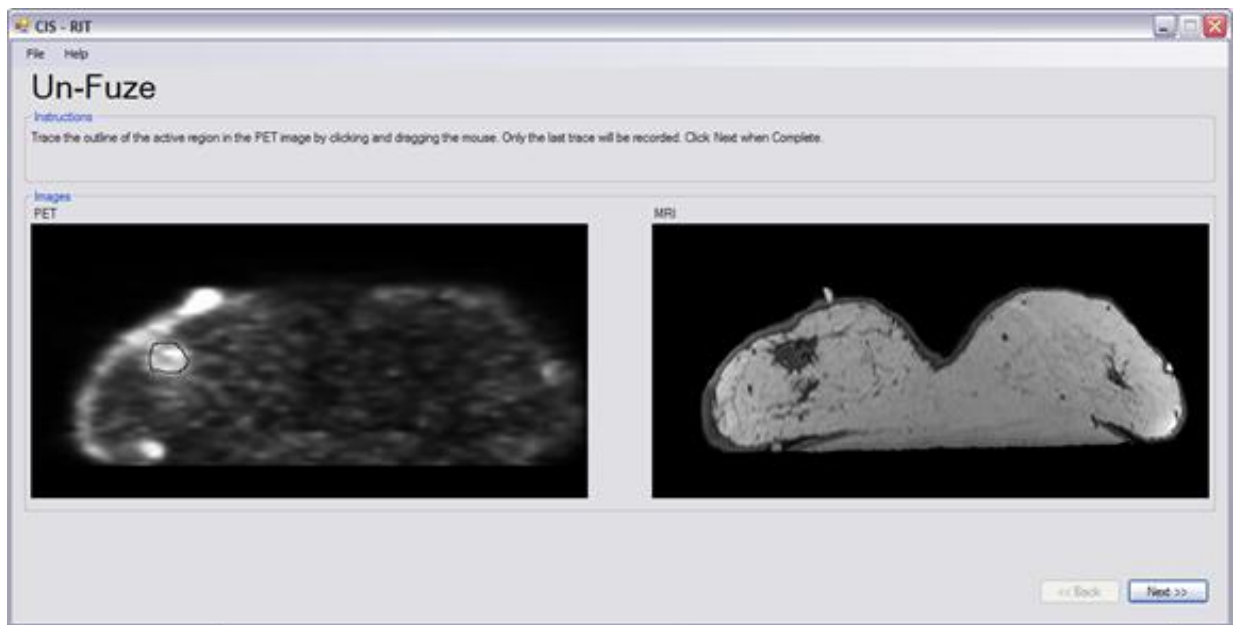 CIS - RIT
File Help
Un-Fuze
Instructions
Trace the outline of the active region in the PET image by clicking and dragging the mouse. Only the last trace will be recorded. Click Next when Complete.
Images
PET MRI
<< Back Next >>